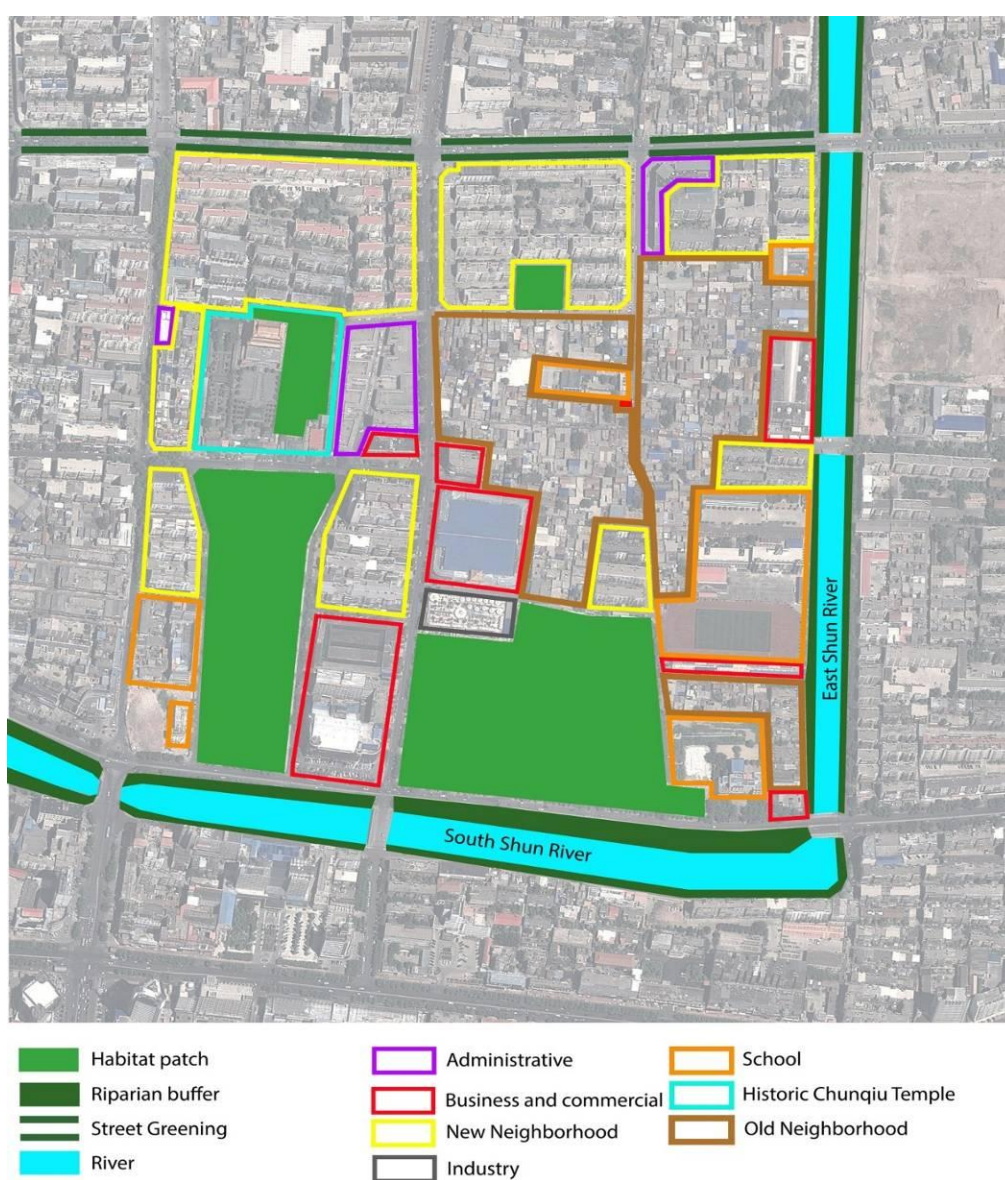 East Shun River
South Shun River
Habitat patch
Riparian buffer
Street Greening
River
Administrative
Business and commercial
New Neighborhood
Industry
School
Historic Chunqiu Temple
Old Neighborhood